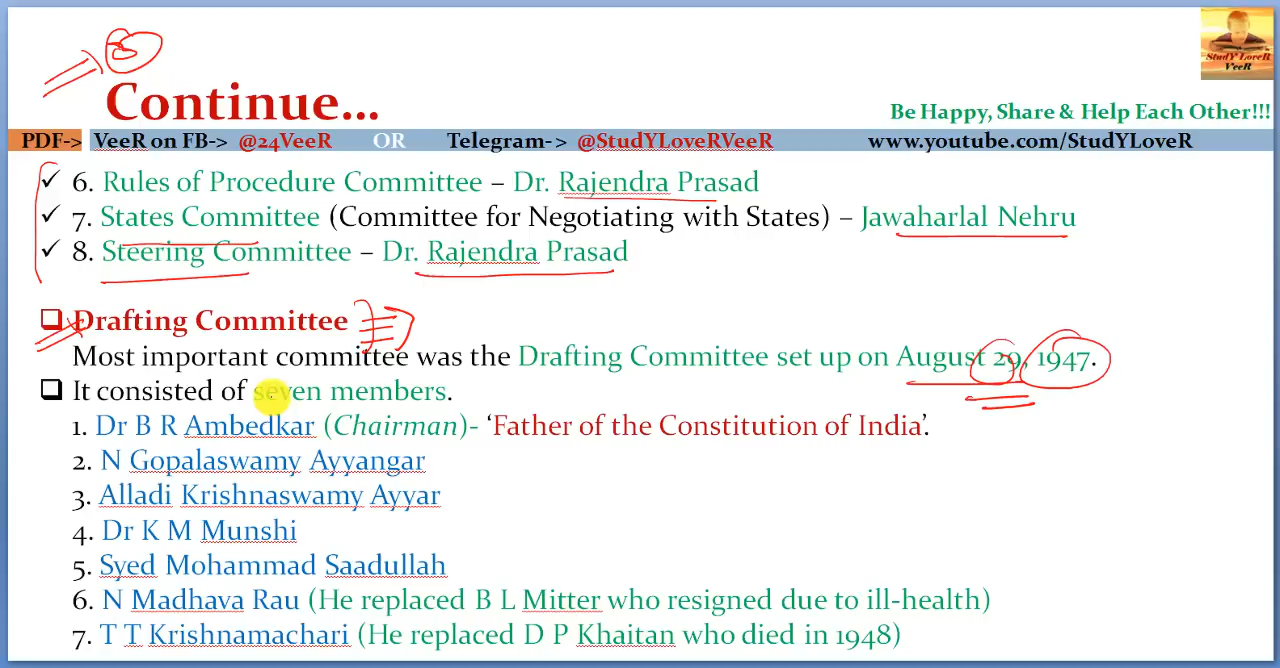 8
StudY LoveR
VeeR
Continue...
Be Happy, Share & Help Each Other!!!
PDF-> VeeR on FB-> @24VeeR OR Telegram-> @StudYLoveRVeeR www.youtube.com/StudYLoveR
✓ 6. Rules of Procedure Committee – Dr. Rajendra Prasad
✓ 7. States Committee (Committee for Negotiating with States) – Jawaharlal Nehru
✓ 8. Steering Committee – Dr. Rajendra Prasad
❑ Drafting Committee
Most important committee was the Drafting Committee set up on August 29, 1947.
❑ It consisted of seven members.
1. Dr B R Ambedkar (Chairman)- ‘Father of the Constitution of India’.
2. N Gopalaswamy Ayyangar
3. Alladi Krishnaswamy Ayyar
4. Dr K M Munshi
5. Syed Mohammad Saadullah
6. N Madhava Rau (He replaced B L Mitter who resigned due to ill-health)
7. T T Krishnamachari (He replaced D P Khaitan who died in 1948)